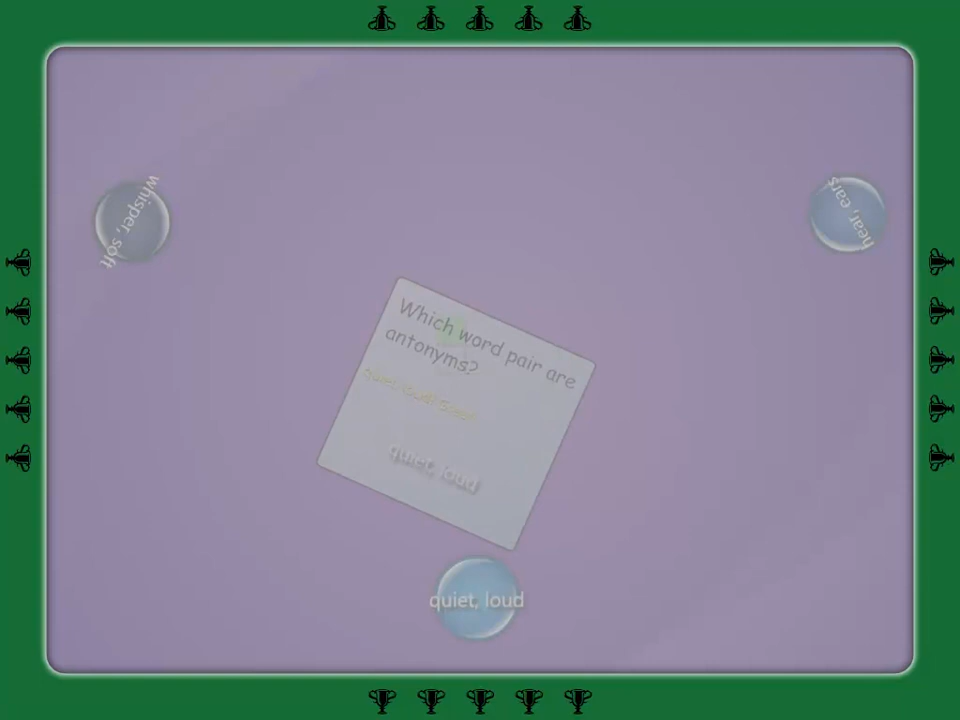 whisper, soft
hear, ears
Which word pair are
antonyms?
quiet, loud
quiet, loud